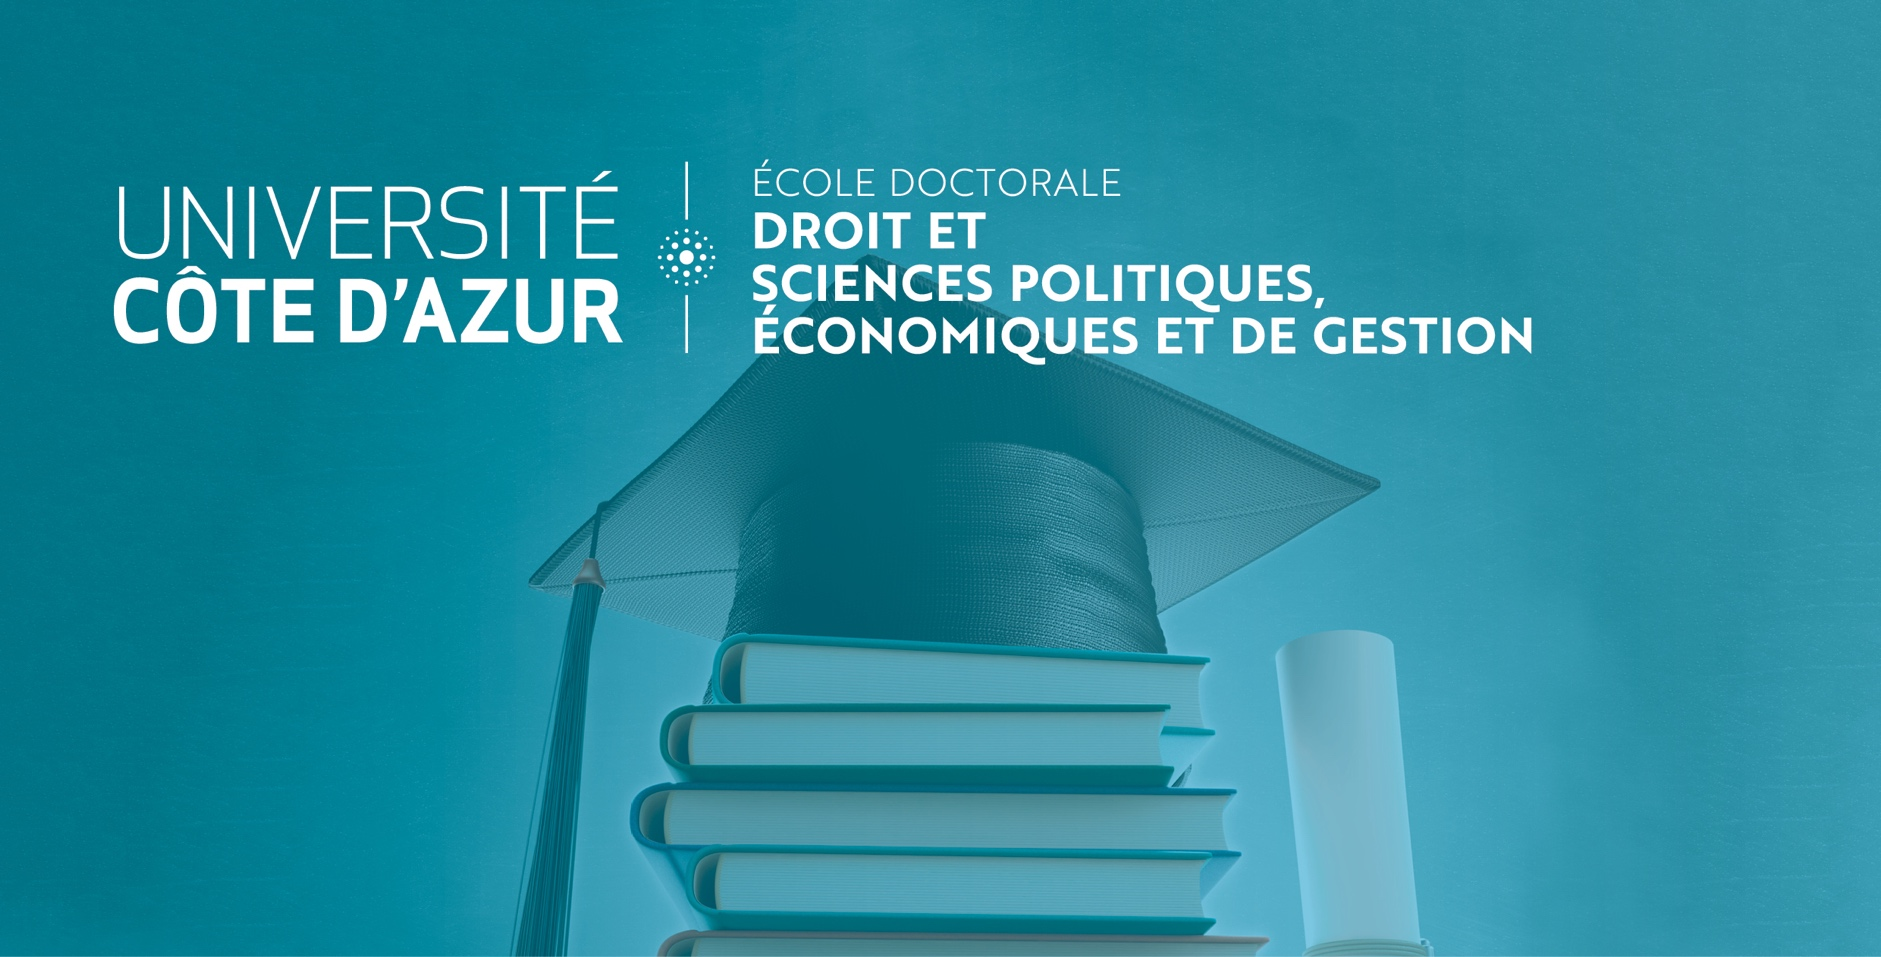 UNIVERSITÉ
CÔTE D'AZUR
ÉCOLE DOCTORALE
DROIT ET
SCIENCES POLITIQUES,
ÉCONOMIQUES ET DE GESTION